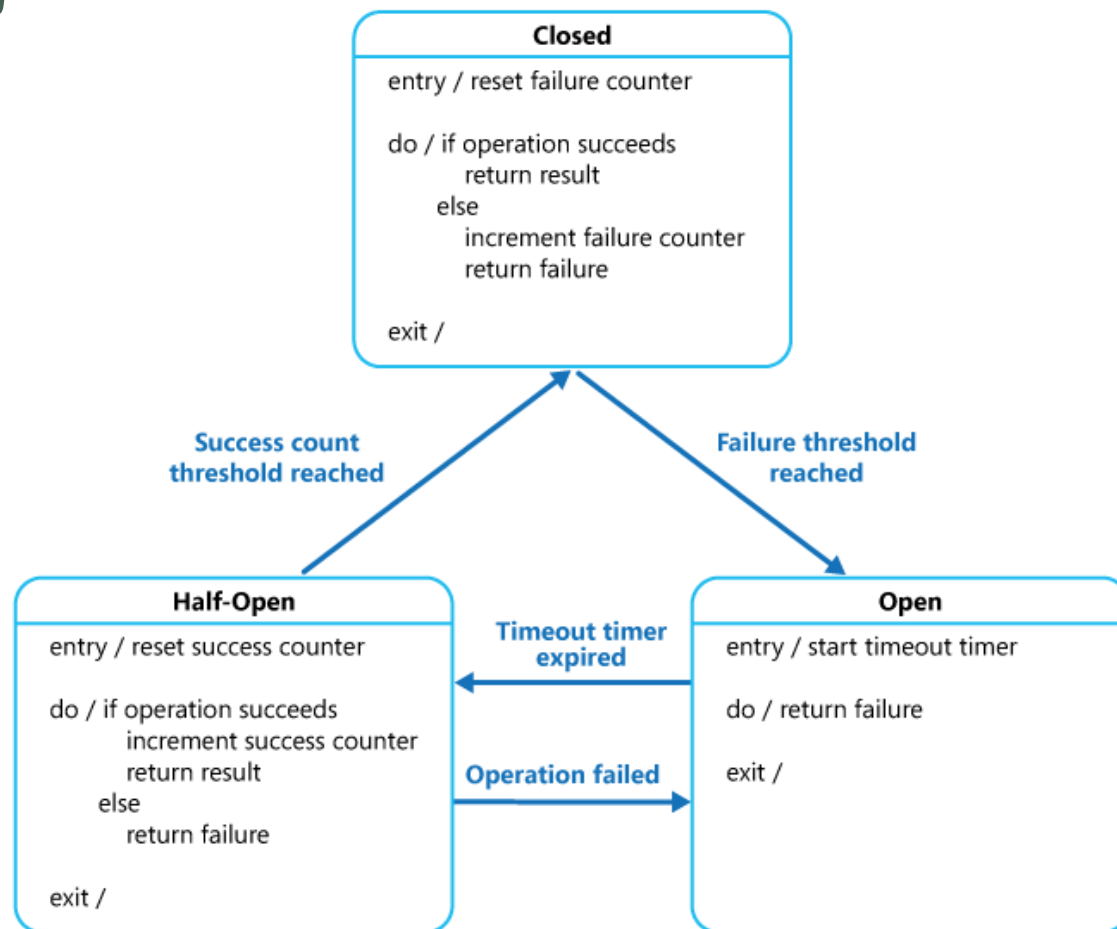 Closed
entry / reset failure counter
do / if operation succeeds
return result
else
increment failure counter
return failure
exit /
Success count
threshold reached
Failure threshold
reached
Half-Open
entry / reset success counter
do / if operation succeeds
increment success counter
return result
else
return failure
exit /
Timeout timer
expired
Operation failed
Open
entry / start timeout timer
do / return failure
exit /